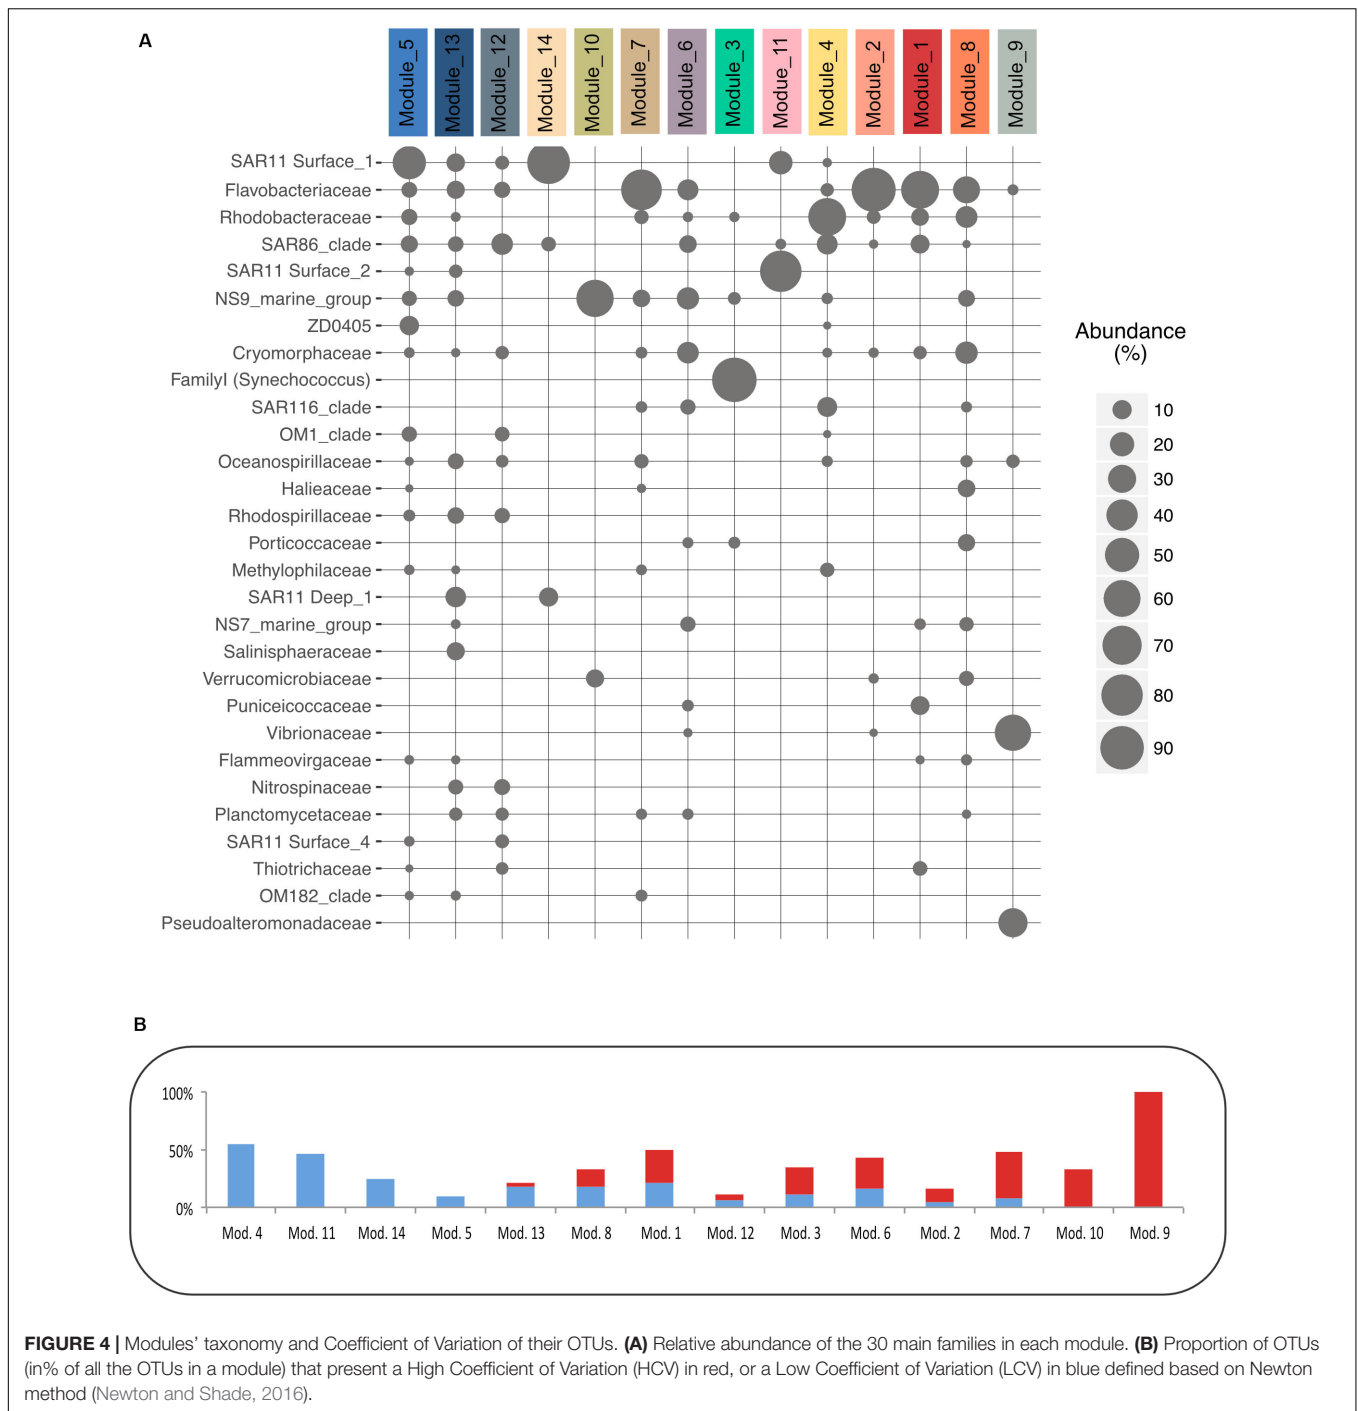 A
Module_5
Module_13
Module_12
Module_14
Module_10
Module_7
Module_6
Module_3
Module_11
Module_4
Module_2
Module_1
Module_8
Module_9
SAR11 Surface_1
Flavobacteriaceae
Rhodobacteraceae
SAR86_clade
SAR11 Surface_2
NS9_marine_group
ZD0405
Cryomorphaceae
FamilyI (Synechococcus)
SAR116_clade
OM1_clade
Oceanospirillaceae
Halieaceae
Rhodospirillaceae
Porticoccaceae
Methylophilaceae
SAR11 Deep_1
NS7_marine_group
Salinisphaeraceae
Verrucomicrobiaceae
Puniceicoccaceae
Vibrionaceae
Flammeovirgaceae
Nitrospinaceae
Planctomycetaceae
SAR11 Surface_4
Thiotrichaceae
OM182_clade
Pseudoalteromonadaceae
Abundance
(%)
10
20
30
40
50
60
70
80
90
B
100%
50%
0%
Mod. 4
Mod. 11
Mod. 14
Mod. 5
Mod. 13
Mod. 8
Mod. 1
Mod. 12
Mod. 3
Mod. 6
Mod. 2
Mod. 7
Mod. 10
Mod. 9
FIGURE 4 | Modules' taxonomy and Coefficient of Variation of their OTUs. (A) Relative abundance of the 30 main families in each module. (B) Proportion of OTUs
(in% of all the OTUs in a module) that present a High Coefficient of Variation (HCV) in red, or a Low Coefficient of Variation (LCV) in blue defined based on Newton
method (Newton and Shade, 2016).